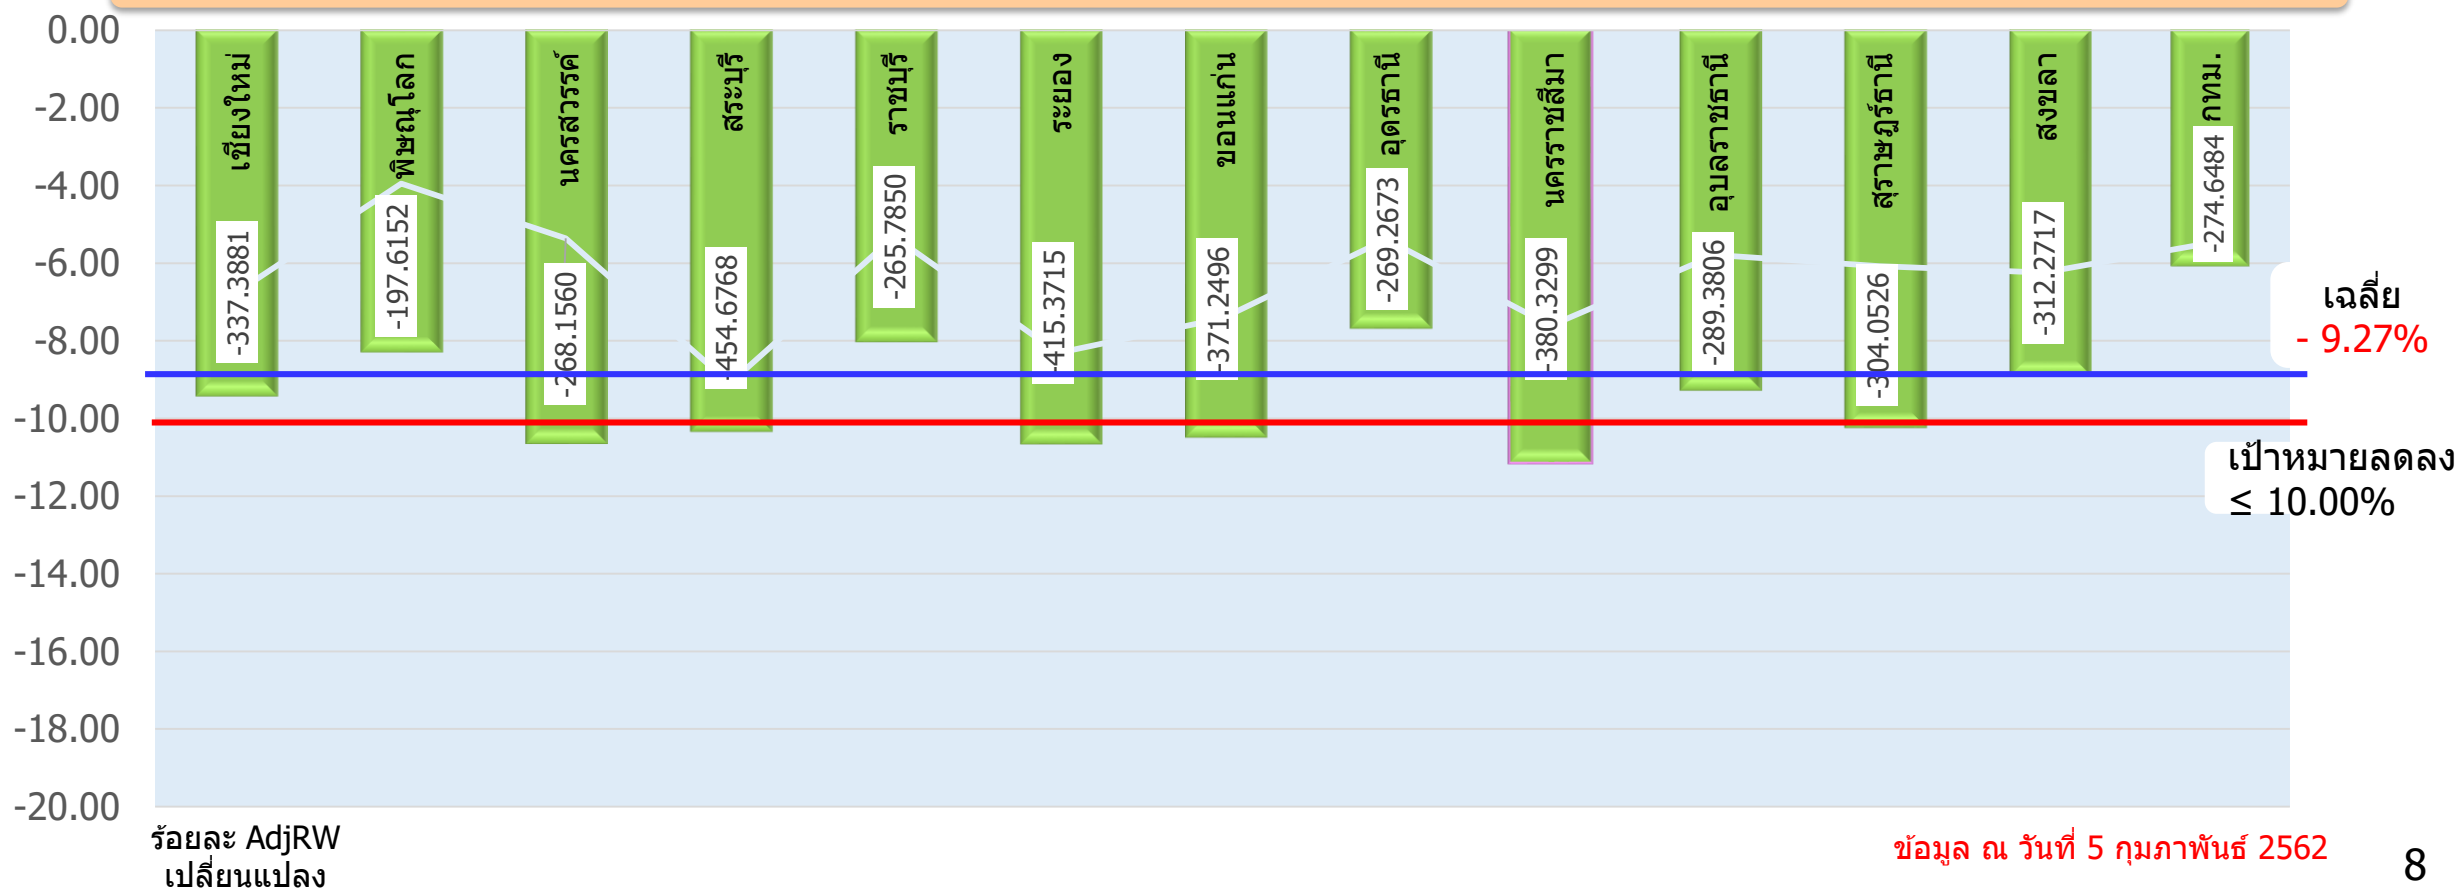 0.00
-2.00
-4.00
-6.00
-8.00
-10.00
-12.00
-14.00
-16.00
-18.00
-20.00
เชียงใหม่
พิษณุโลก
นครสวรรค์
สระบุรี
ราชบุรี
ระยอง
ขอนแก่น
อุดรธานี
นครราชสีมา
อุบลราชธานี
สุราษฎร์ธานี
สงขลา
กทม.
-337.3881
-197.6152
-268.1560
-454.6768
-265.7850
-415.3715
-371.2496
-269.2673
-380.3299
-289.3806
-304.0526
-312.2717
-274.6484
เฉลี่ย
- 9.27%
เป้าหมายลดลง
≤ 10.00%
ร้อยละ AdjRW
เปลี่ยนแปลง
ข้อมูล ณ วันที่ 5 กุมภาพันธ์ 2562
8